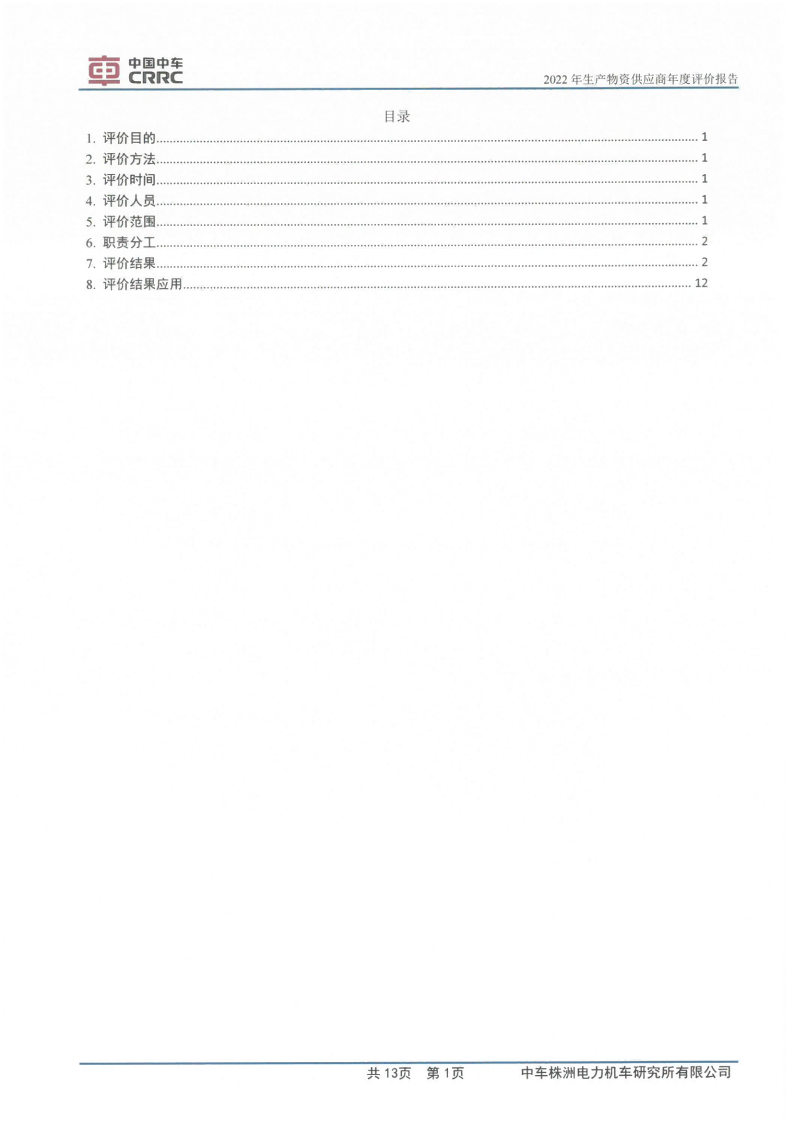 中国中车
CRRC
2022 年生产物资供应商年度评价报告
目录
1. 评价目的........................................ 1
2. 评价方法........................................ 1
3. 评价时间........................................ 1
4. 评价人员........................................ 1
5. 评价范围........................................ 1
6. 职责分工........................................ 2
7. 评价结果........................................ 2
8. 评价结果应用........................................ 12
共 13页 第 1页 中车株洲电力机车研究所有限公司